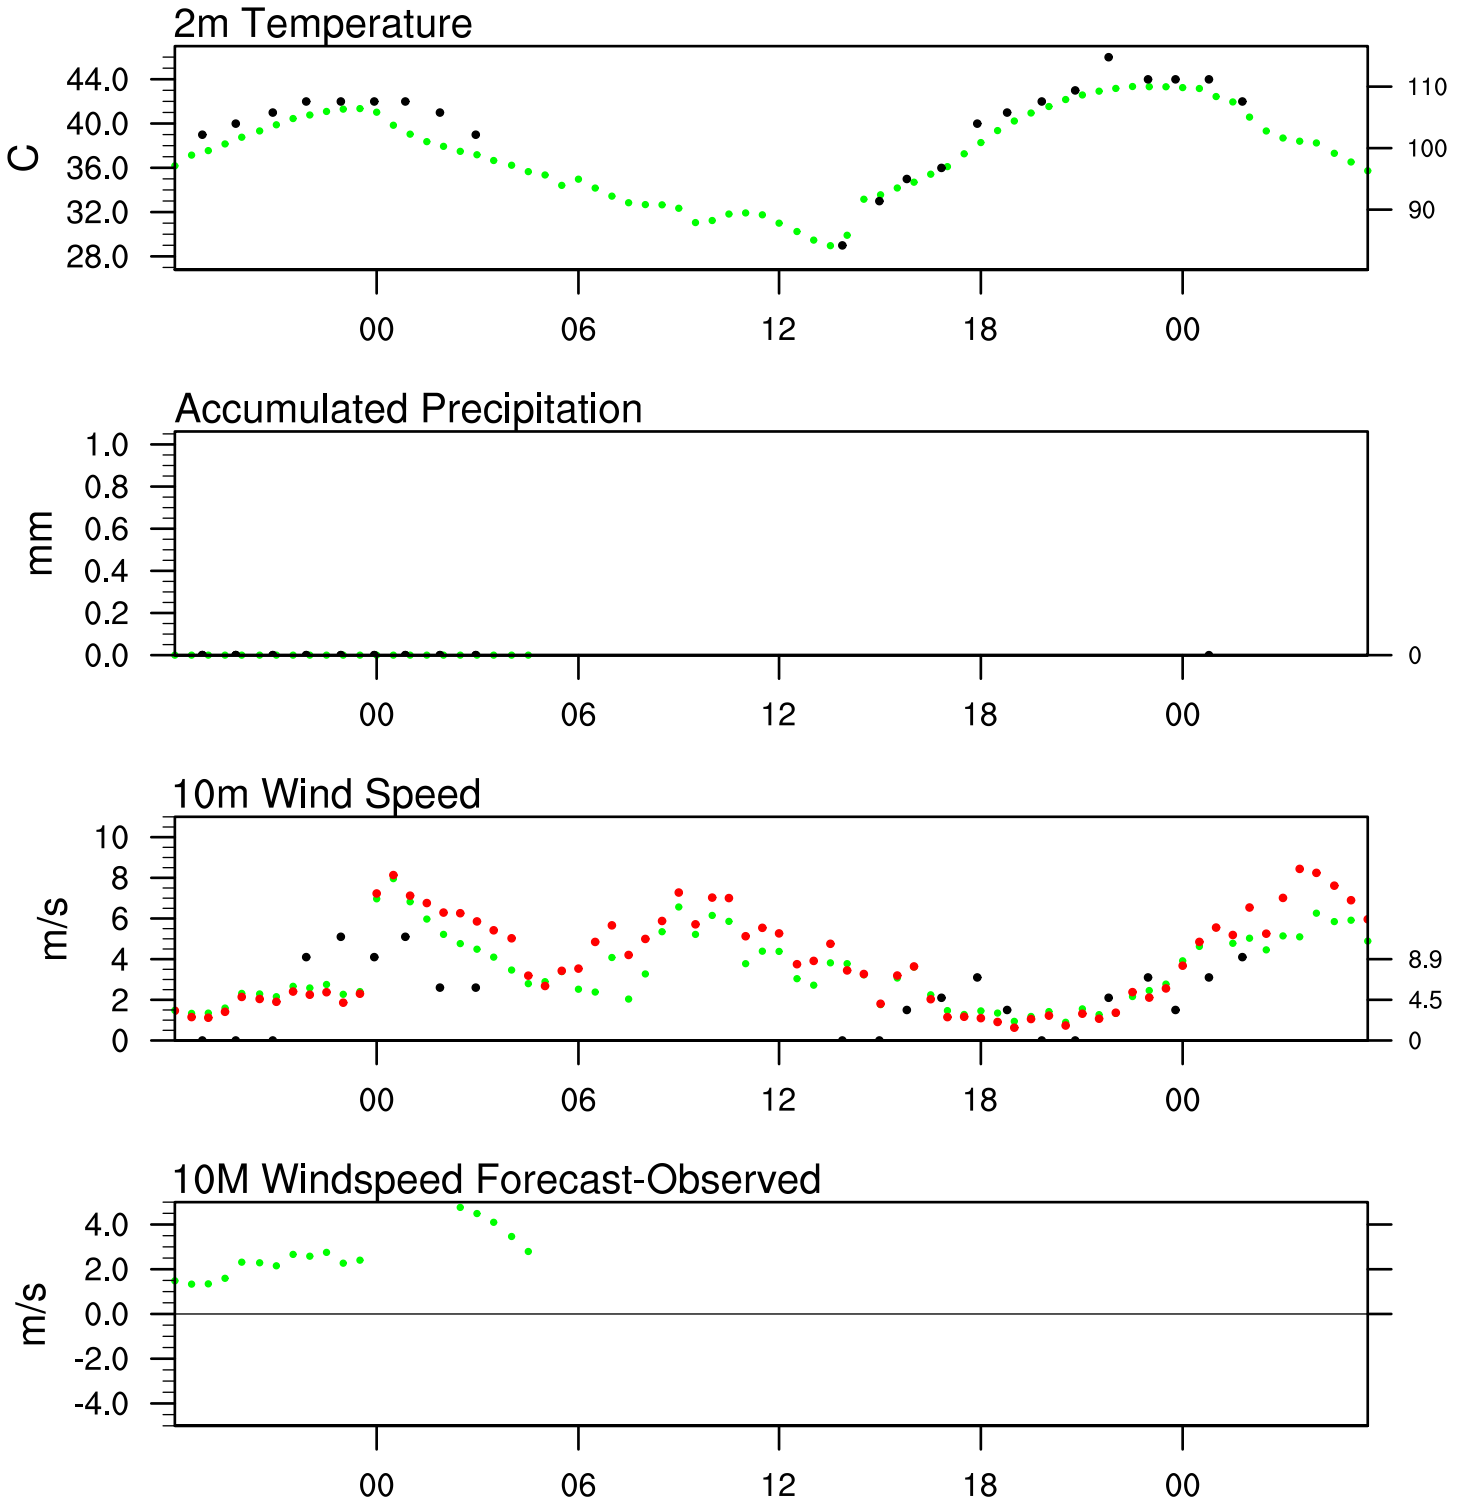 2m Temperature
44.0
40.0
36.0
32.0
28.0
C
110
100
90
00 06 12 18 00
Accumulated Precipitation
1.0
0.8
0.6
0.4
0.2
0.0
mm
0
00 06 12 18 00
10m Wind Speed
10
8
6
4
2
0
m/s
8.9
4.5
0
00 06 12 18 00
10M Windspeed Forecast-Observed
4.0
2.0
0.0
-2.0
-4.0
m/s
00 06 12 18 00